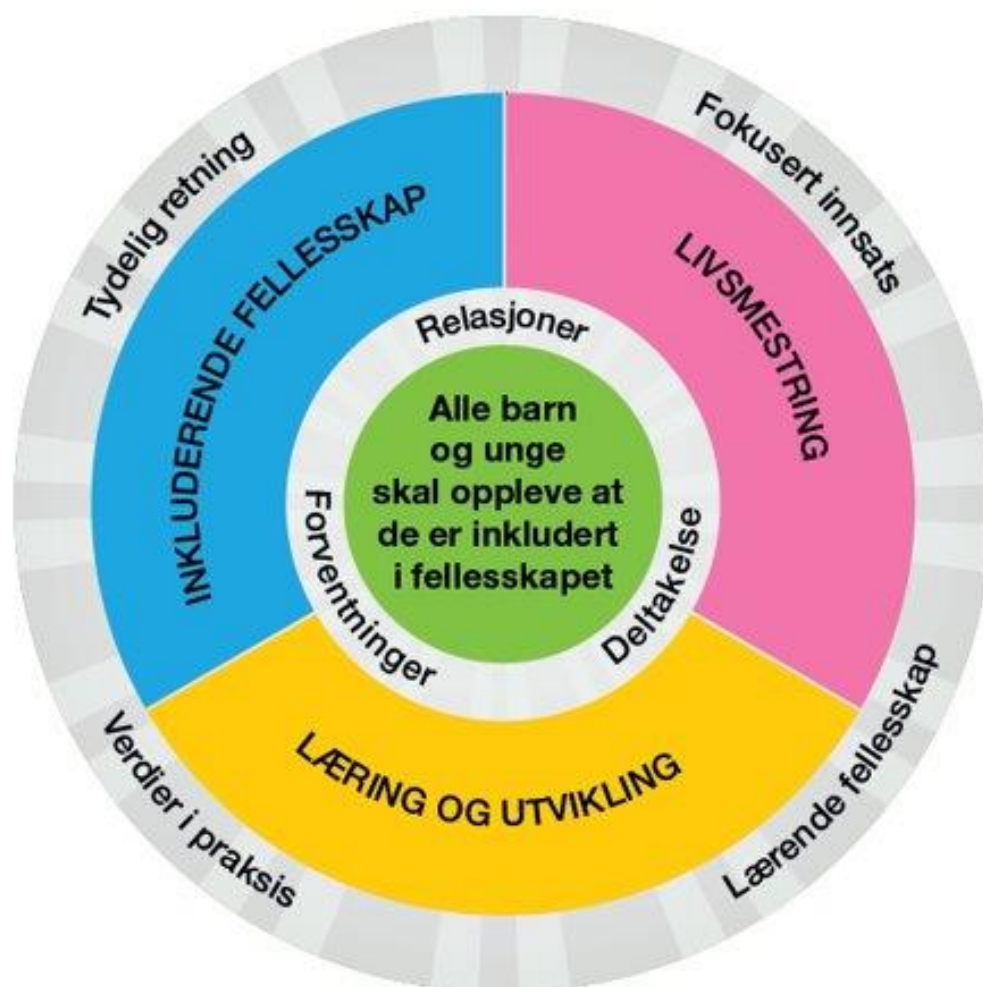 Tydelig retning
Fokusert innsats
INKLUDERENDE FELLESSKAP
LIVSMESTRING
Relasjoner
Alle barn
og unge
skal oppleve at
de er inkludert
i fellesskapet
Forventninger
Deltakelse
LÆRING OG UTVIKLING
Verdier i praksis
Lærende fellesskap